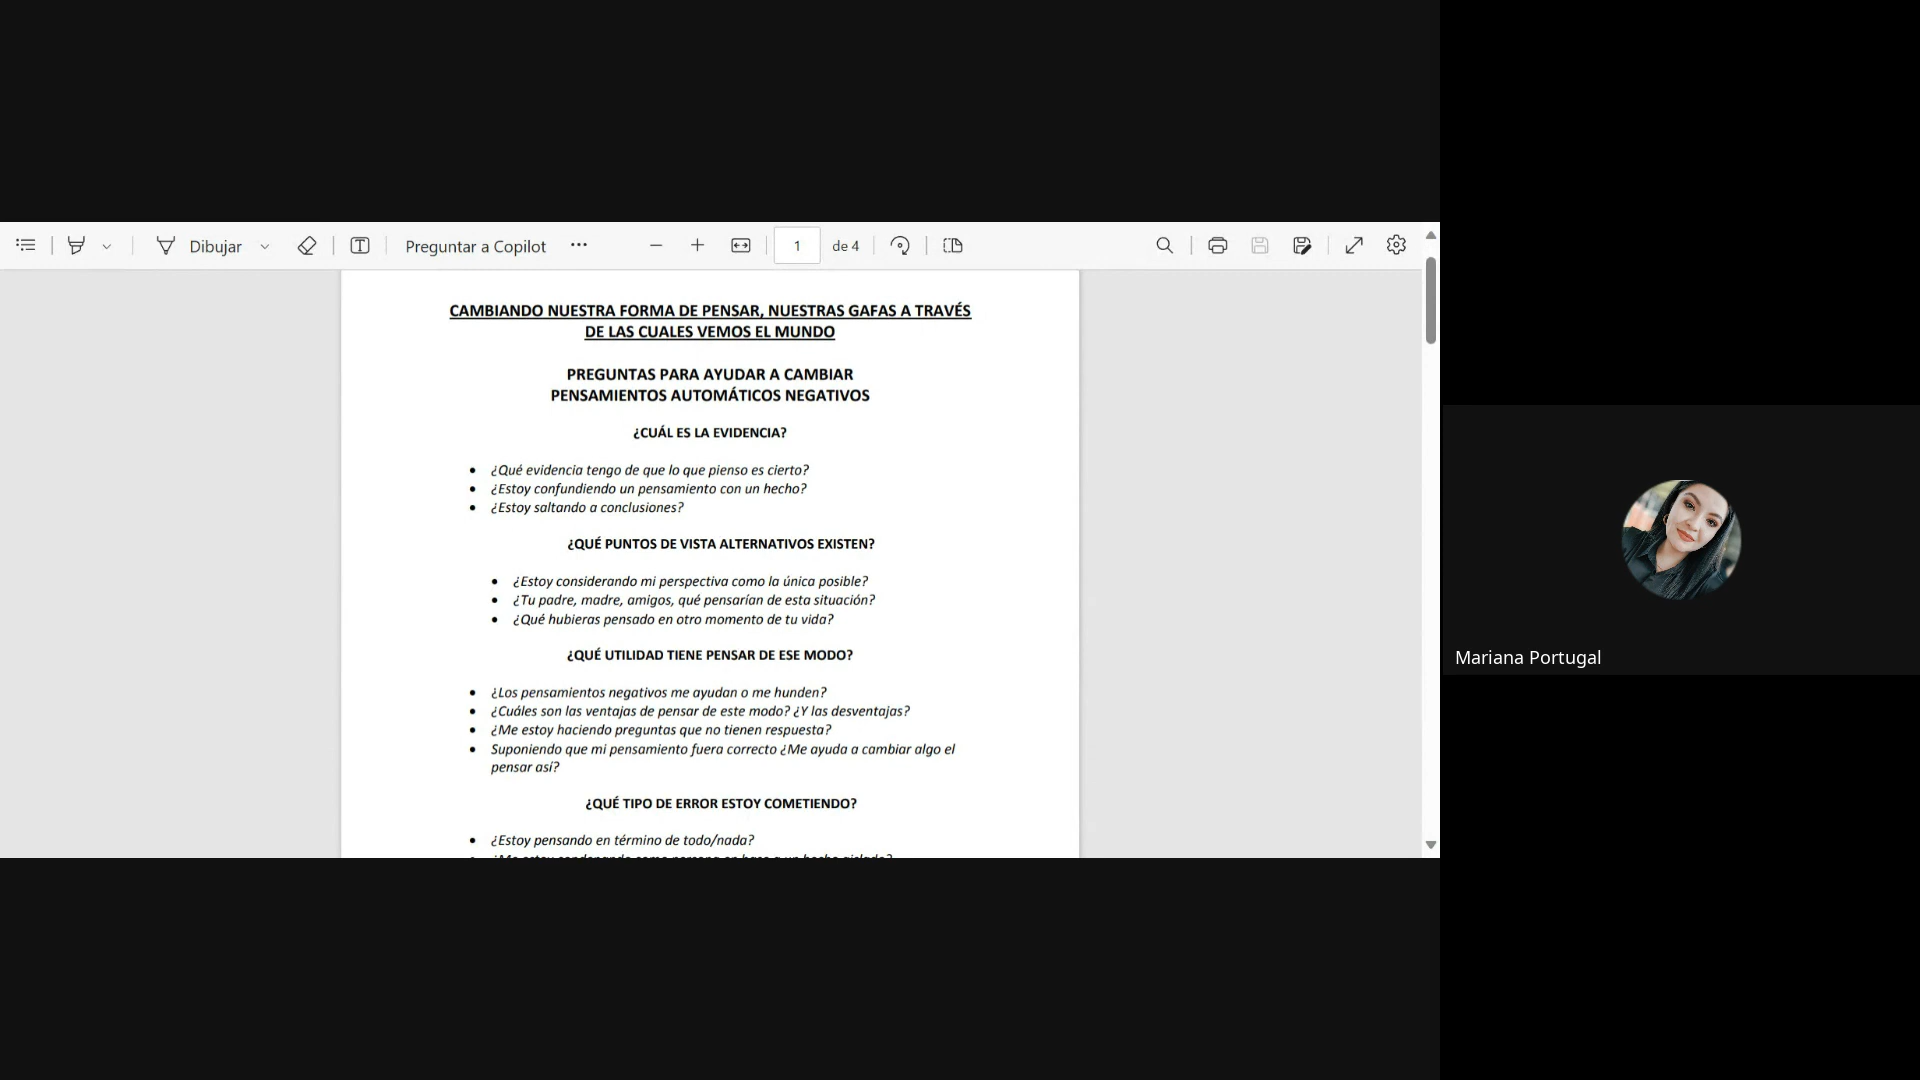 Dibujar
Preguntar a Copilot
1 de 4
CAMBIANDO NUESTRA FORMA DE PENSAR, NUESTRAS GAFAS A TRAVÉS
DE LAS CUALES VEMOS EL MUNDO
PREGUNTAS PARA AYUDAR A CAMBIAR
PENSAMIENTOS AUTOMÁTICOS NEGATIVOS
¿CUÁL ES LA EVIDENCIA?
• ¿Qué evidencia tengo de que lo que pienso es cierto?
• ¿Estoy confundiendo un pensamiento con un hecho?
• ¿Estoy saltando a conclusiones?
¿QUÉ PUNTOS DE VISTA ALTERNATIVOS EXISTEN?
• ¿Estoy considerando mi perspectiva como la única posible?
• ¿Tu padre, madre, amigos, qué pensarían de esta situación?
• ¿Qué hubieras pensado en otro momento de tu vida?
¿QUÉ UTILIDAD TIENE PENSAR DE ESE MODO?
• ¿Los pensamientos negativos me ayudan o me hunden?
• ¿Cuáles son las ventajas de pensar de este modo? ¿Y las desventajas?
• ¿Me estoy haciendo preguntas que no tienen respuesta?
• Suponiendo que mi pensamiento fuera correcto ¿Me ayuda a cambiar algo el
pensar así?
¿QUÉ TIPO DE ERROR ESTOY COMETIENDO?
• ¿Estoy pensando en término de todo/nada?
Mariana Portugal